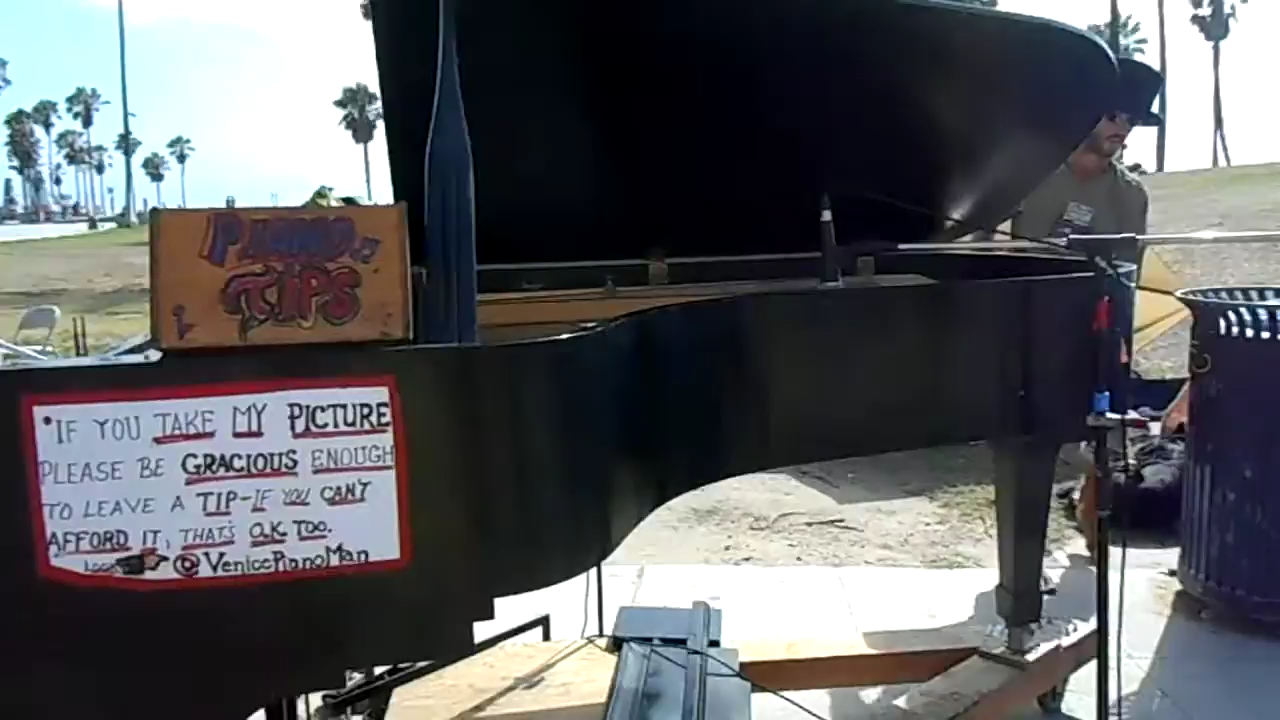 PIANO
TIPS
•IF YOU TAKE MY PICTURE
PLEASE BE GRACIOUS ENOUGH
TO LEAVE A TIP-IF YOU CAN'T
AFFORD IT, THAT'S O.K. TOO.
LOOK @VenicePianoMan